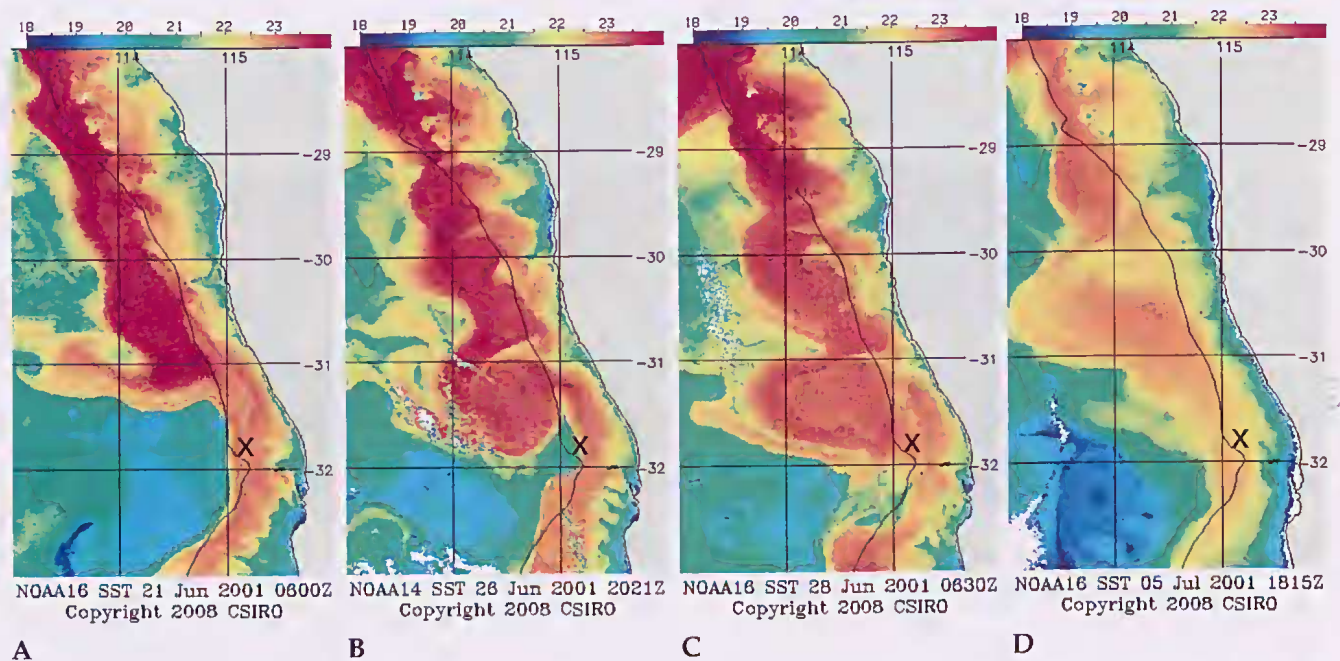 18 19 20 21 22 23
114 115
-29
-30
-31
X
-32
NOAA16 SST 21 Jun 2001 0600Z
Copyright 2008 CSIRO
A
18 19 20 21 22 23
114 115
-29
-30
-31
X
-32
NOAA14 SST 26 Jun 2001 2021Z
Copyright 2008 CSIRO
B
18 19 20 21 22 23
114 115
-29
-30
-31
X
-32
NOAA16 SST 28 Jun 2001 0630Z
Copyright 2008 CSIRO
C
18 19 20 21 22 23
114 115
-29
-30
-31
X
-32
NOAA16 SST 05 Jul 2001 1815Z
Copyright 2008 CSIRO
D